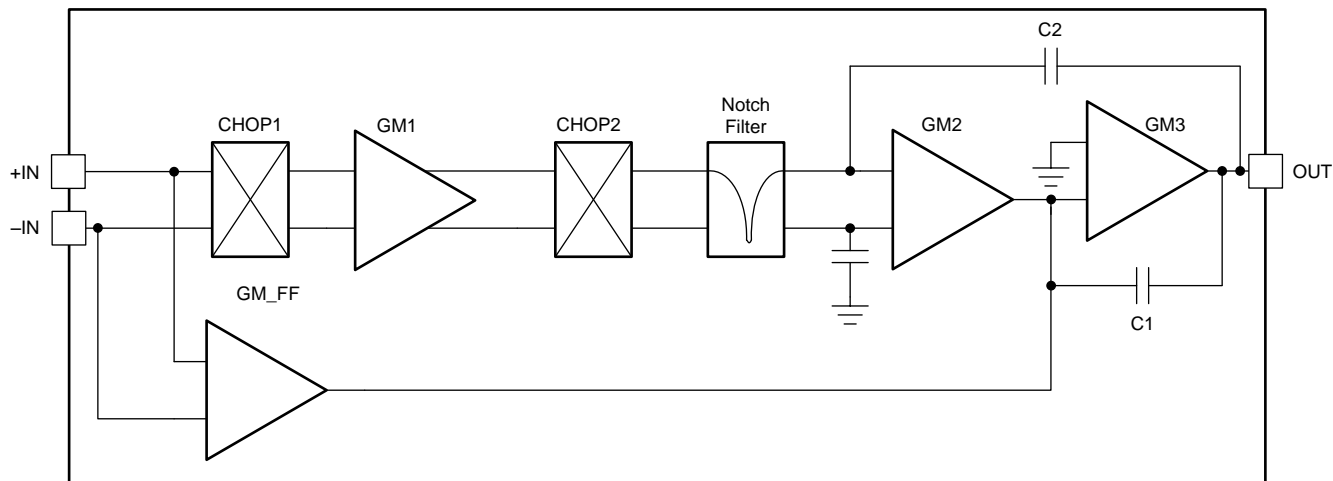 C2
Notch
Filter
CHOP1
GM1
CHOP2
GM2
GM3
+IN
–IN
OUT
GM_FF
C1